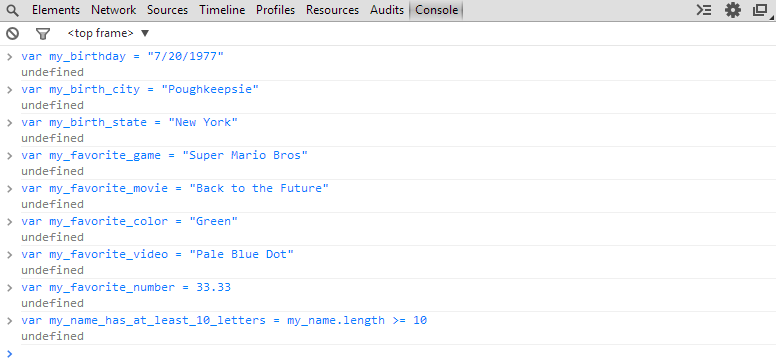 Elements Network Sources Timeline Profiles Resources Audits Console
<top frame> ▼
> var my_birthday = "7/20/1977"
undefined
> var my_birth_city = "Poughkeepsie"
undefined
> var my_birth_state = "New York"
undefined
> var my_favorite_game = "Super Mario Bros"
undefined
> var my_favorite_movie = "Back to the Future"
undefined
> var my_favorite_color = "Green"
undefined
> var my_favorite_video = "Pale Blue Dot"
undefined
> var my_favorite_number = 33.33
undefined
> var my_name_has_at_least_10_letters = my_name.length >= 10
undefined
>